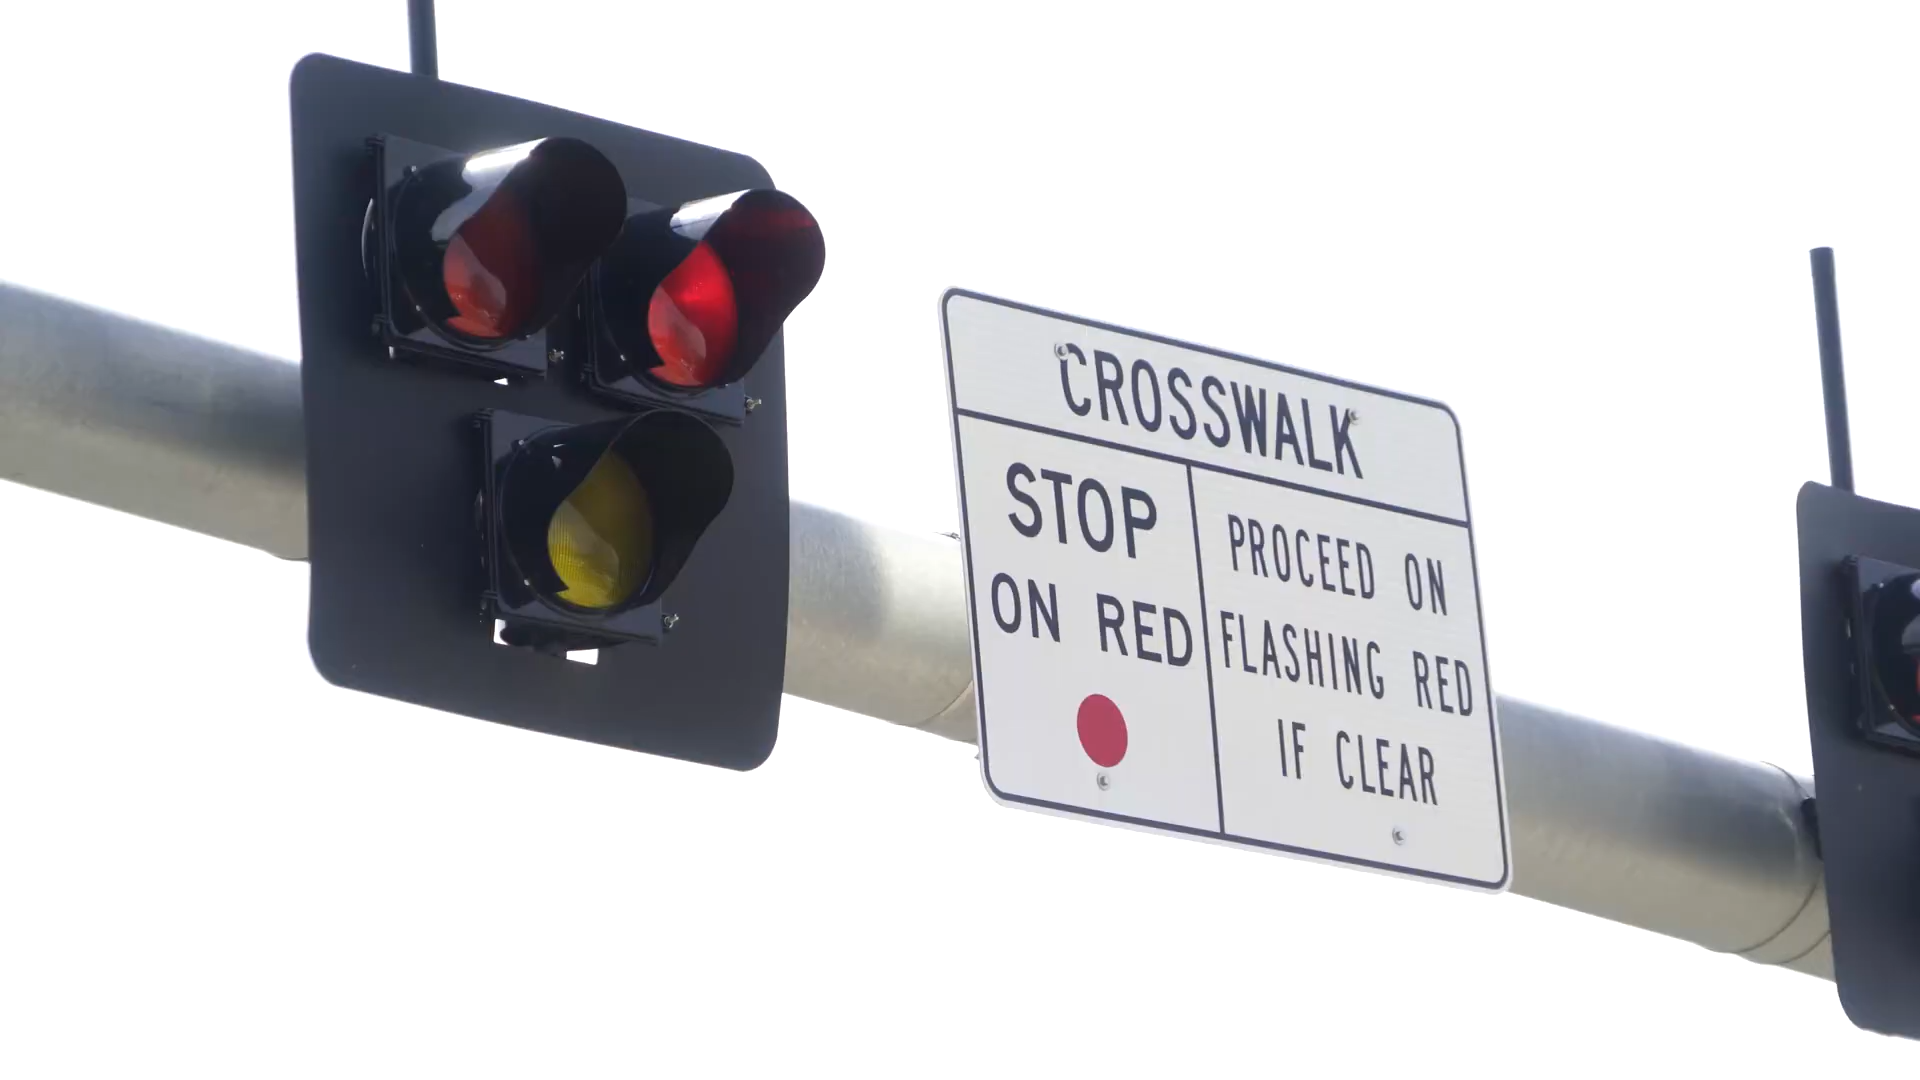 CROSSWALK
STOP
ON RED
PROCEED ON
FLASHING RED
IF CLEAR